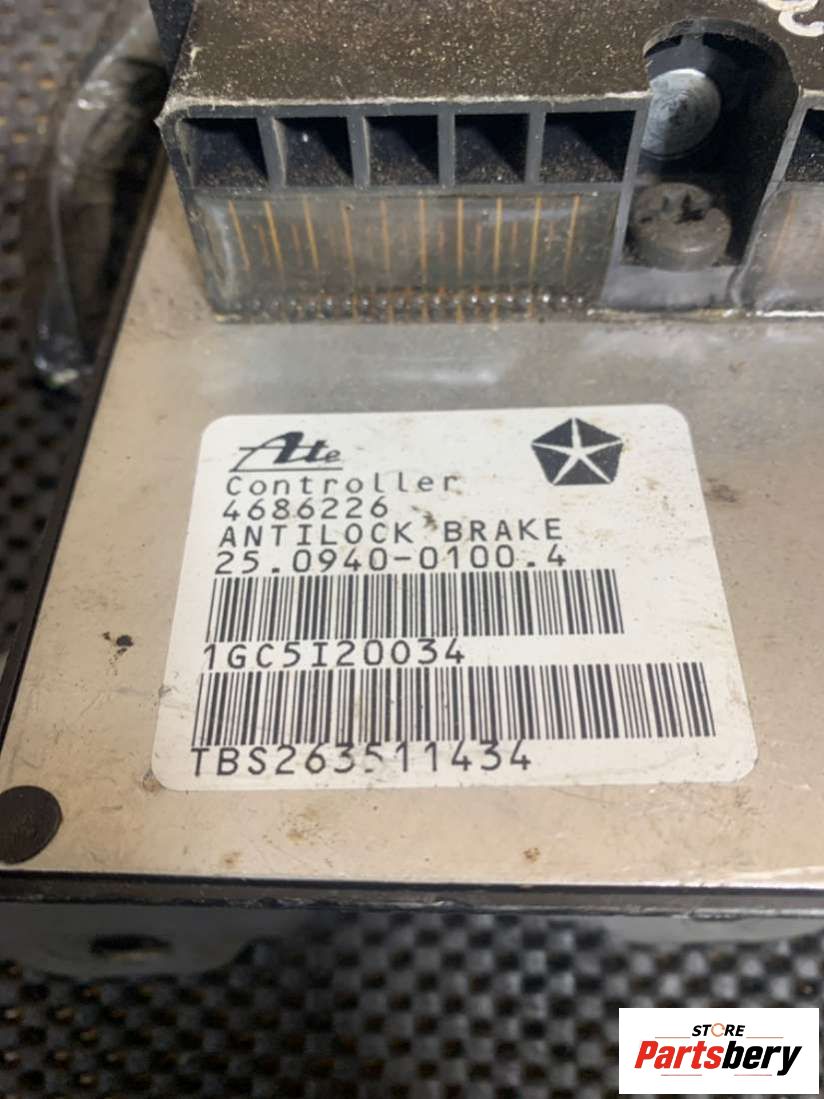 Ate
Controller
4686226
ANTILOCK BRAKE
25.0940-0100.4
1GC5I20034
TBS263511434
STORE
Partsbery